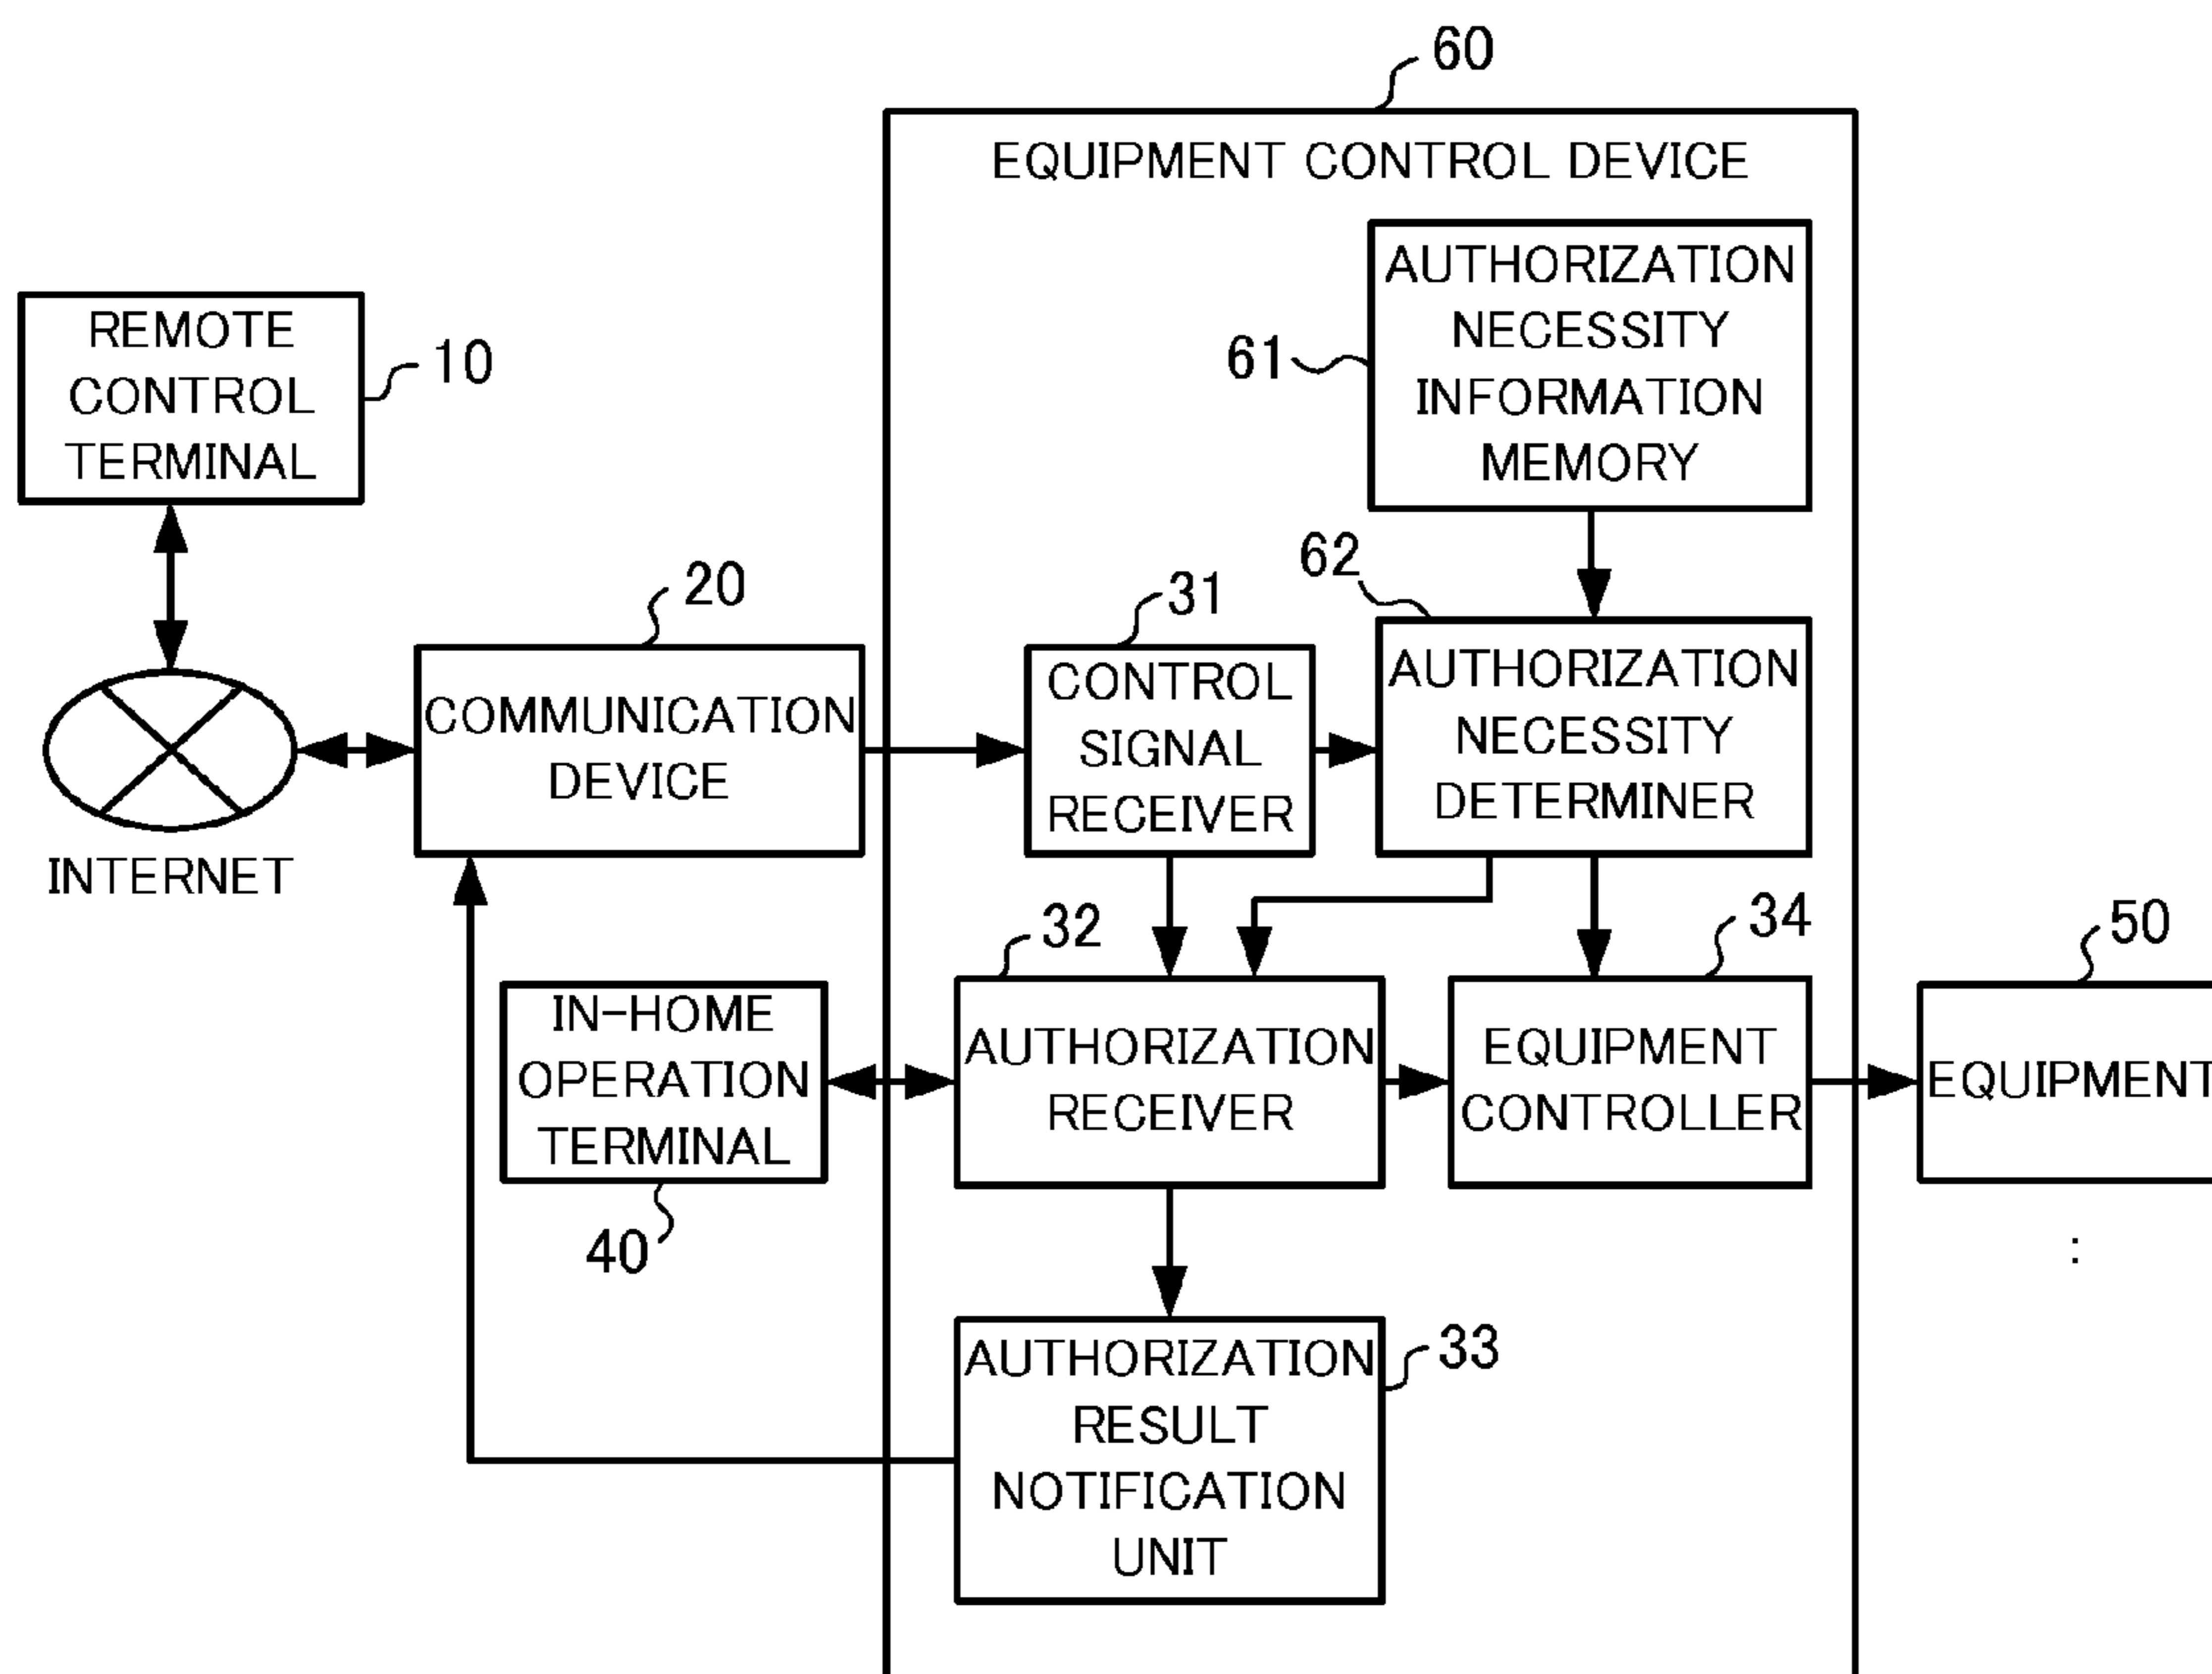 60
EQUIPMENT CONTROL DEVICE
AUTHORIZATION
NECESSITY
INFORMATION
MEMORY
61
REMOTE
CONTROL
TERMINAL
10
62
20
31
COMMUNICATION
DEVICE
CONTROL
SIGNAL
RECEIVER
AUTHORIZATION
NECESSITY
DETERMINER
INTERNET
32
34
50
IN-HOME
OPERATION
TERMINAL
40
AUTHORIZATION
RECEIVER
EQUIPMENT
CONTROLLER
EQUIPMENT
:
AUTHORIZATION
RESULT
NOTIFICATION
UNIT
33